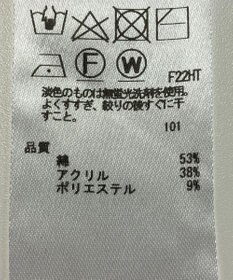 F
W
F22HT
淡色のものは無蛍光洗剤を使用。
よくすすぎ、絞りの後すぐに干
すこと。
101
品質
綿 53%
アクリル 38%
ポリエステル 9%